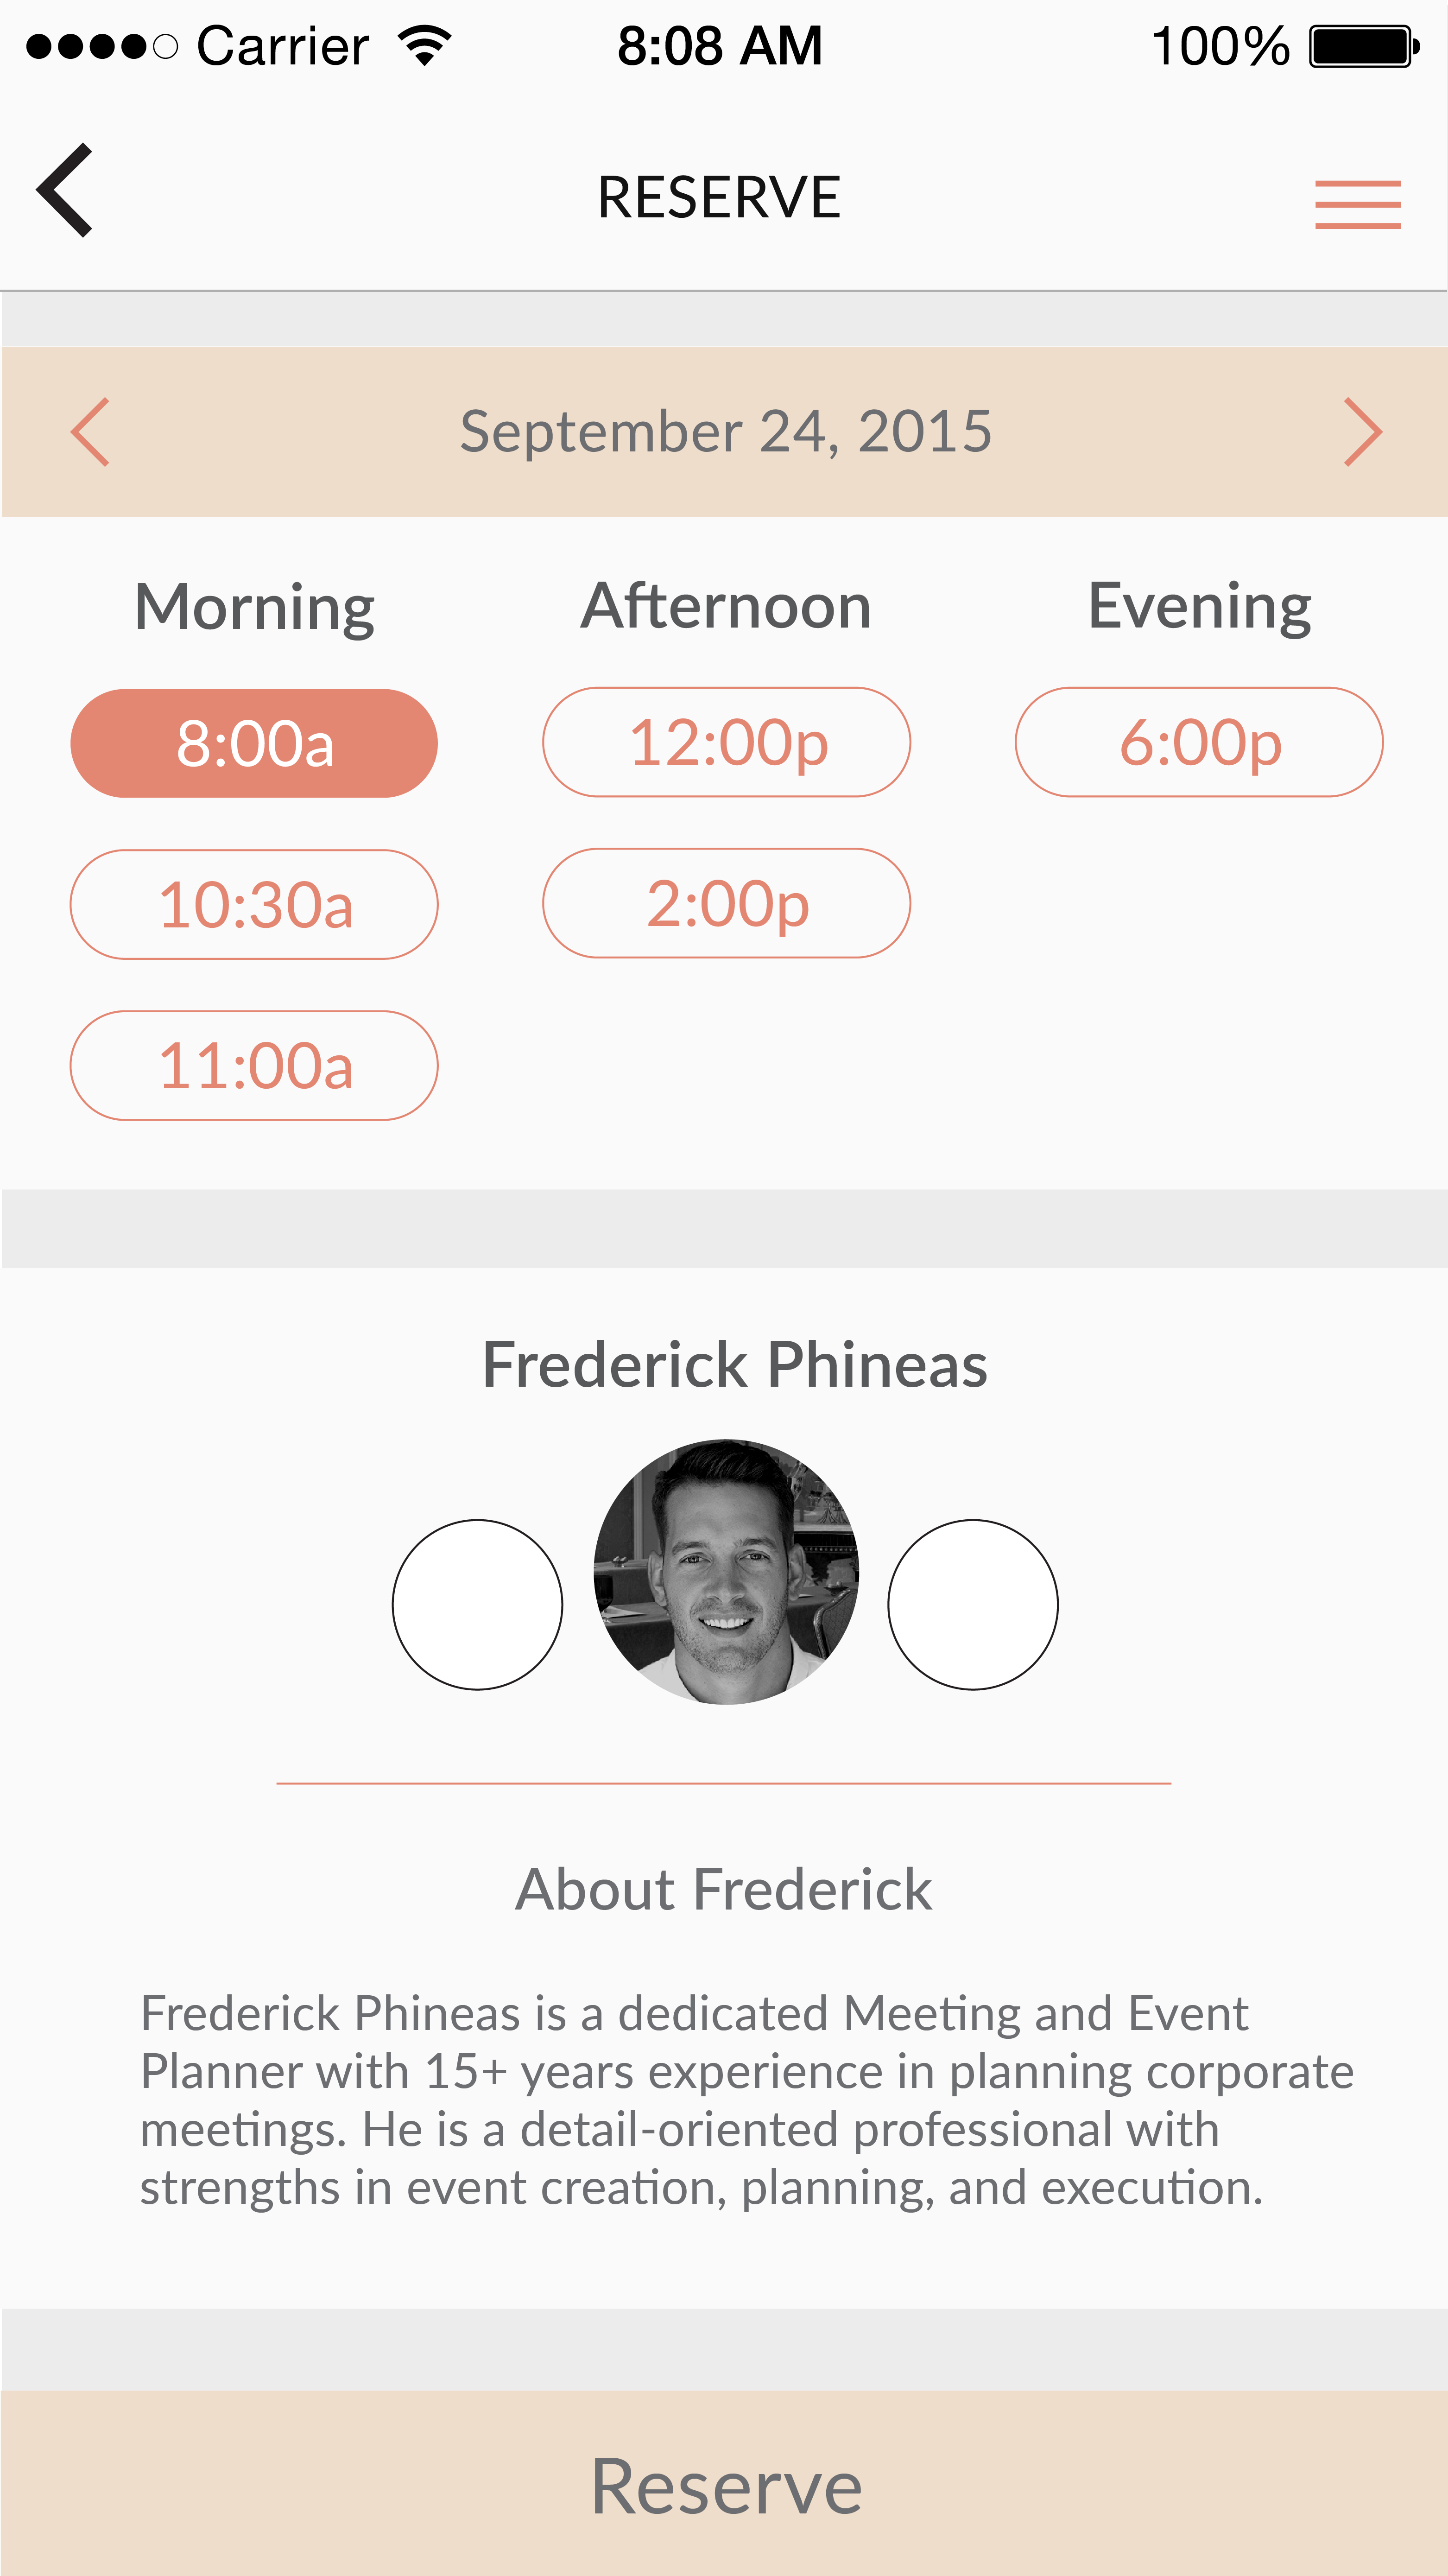 Carrier 8:08 AM 100%
RESERVE
September 24, 2015
Morning Afternoon Evening
8:00a 12:00p 6:00p
10:30a 2:00p
11:00a
Frederick Phineas
About Frederick
Frederick Phineas is a dedicated Meeting and Event
Planner with 15+ years experience in planning corporate
meetings. He is a detail-oriented professional with
strengths in event creation, planning, and execution.
Reserve